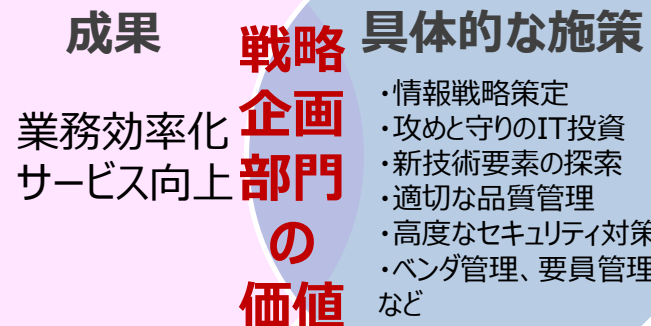 成果
業務効率化
サービス向上
戦略
企画
部門
の
価値
具体的な施策
・情報戦略策定
・攻めと守りのIT投資
・新技術要素の探索
・適切な品質管理
・高度なセキュリティ対策
・ベンダ管理、要員管理
など